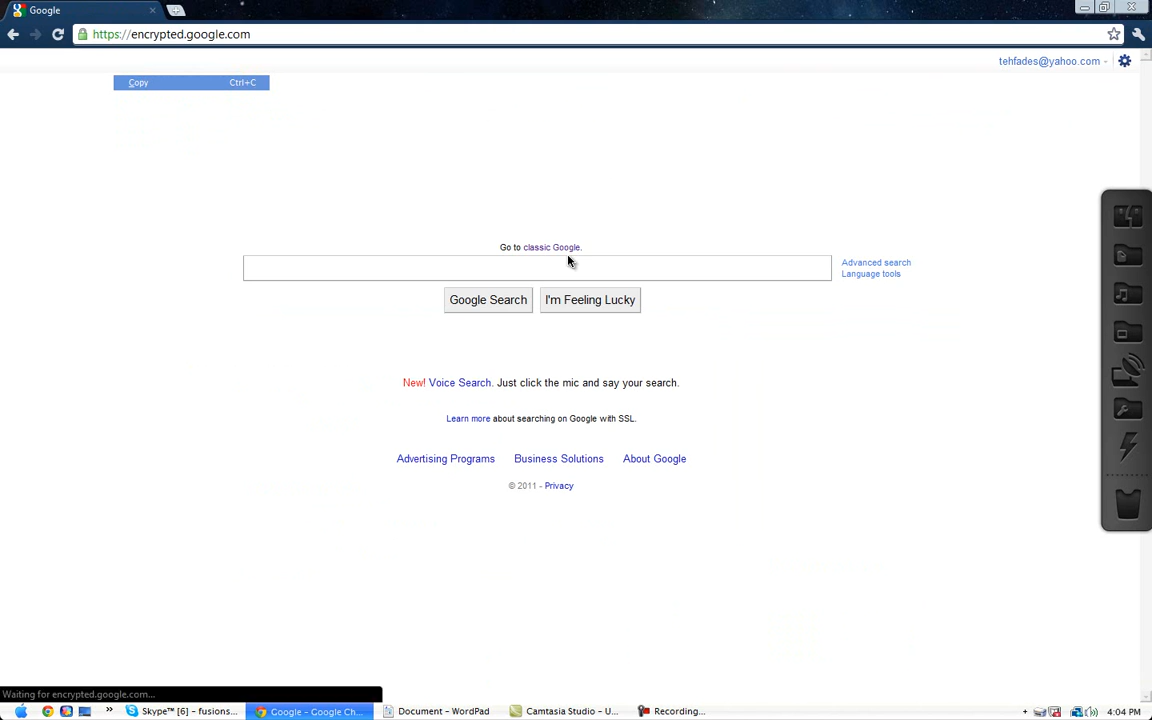 Google
https://encrypted.google.com
tehfades@yahoo.com
Copy Ctrl+C
Go to classic Google.
Advanced search
Language tools
Google Search I'm Feeling Lucky
New! Voice Search. Just click the mic and say your search.
Learn more about searching on Google with SSL.
Advertising Programs Business Solutions About Google
© 2011 - Privacy
Waiting for encrypted.google.com...
Skype™ [6] - fusions... Google - Google Ch... Document - WordPad Camtasia Studio - U... Recording... 4:04 PM